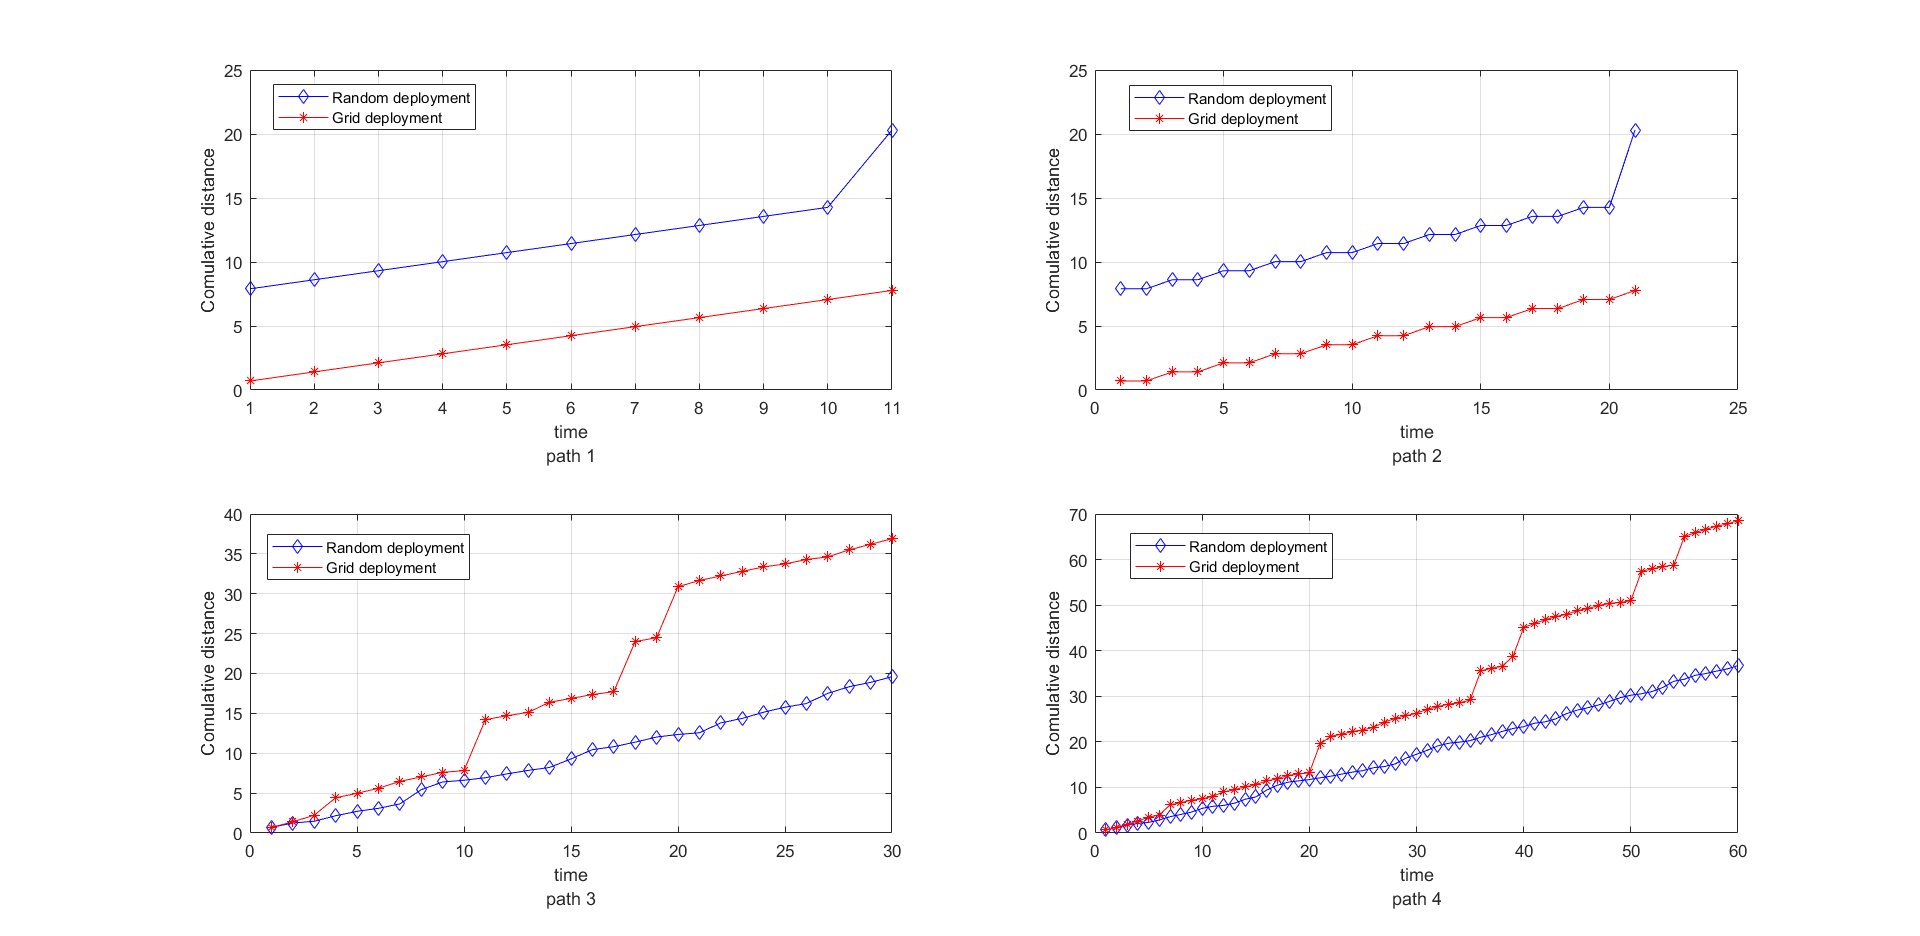 25
20
15
10
5
0
Comulative distance
Random deployment
Grid deployment
1 2 3 4 5 6 7 8 9 10 11
time
path 1
25
20
15
10
5
0
Comulative distance
Random deployment
Grid deployment
0 5 10 15 20 25
time
path 2
40
35
30
25
20
15
10
5
0
Comulative distance
Random deployment
Grid deployment
0 5 10 15 20 25 30
time
path 3
70
60
50
40
30
20
10
0
Comulative distance
Random deployment
Grid deployment
0 10 20 30 40 50 60
time
path 4